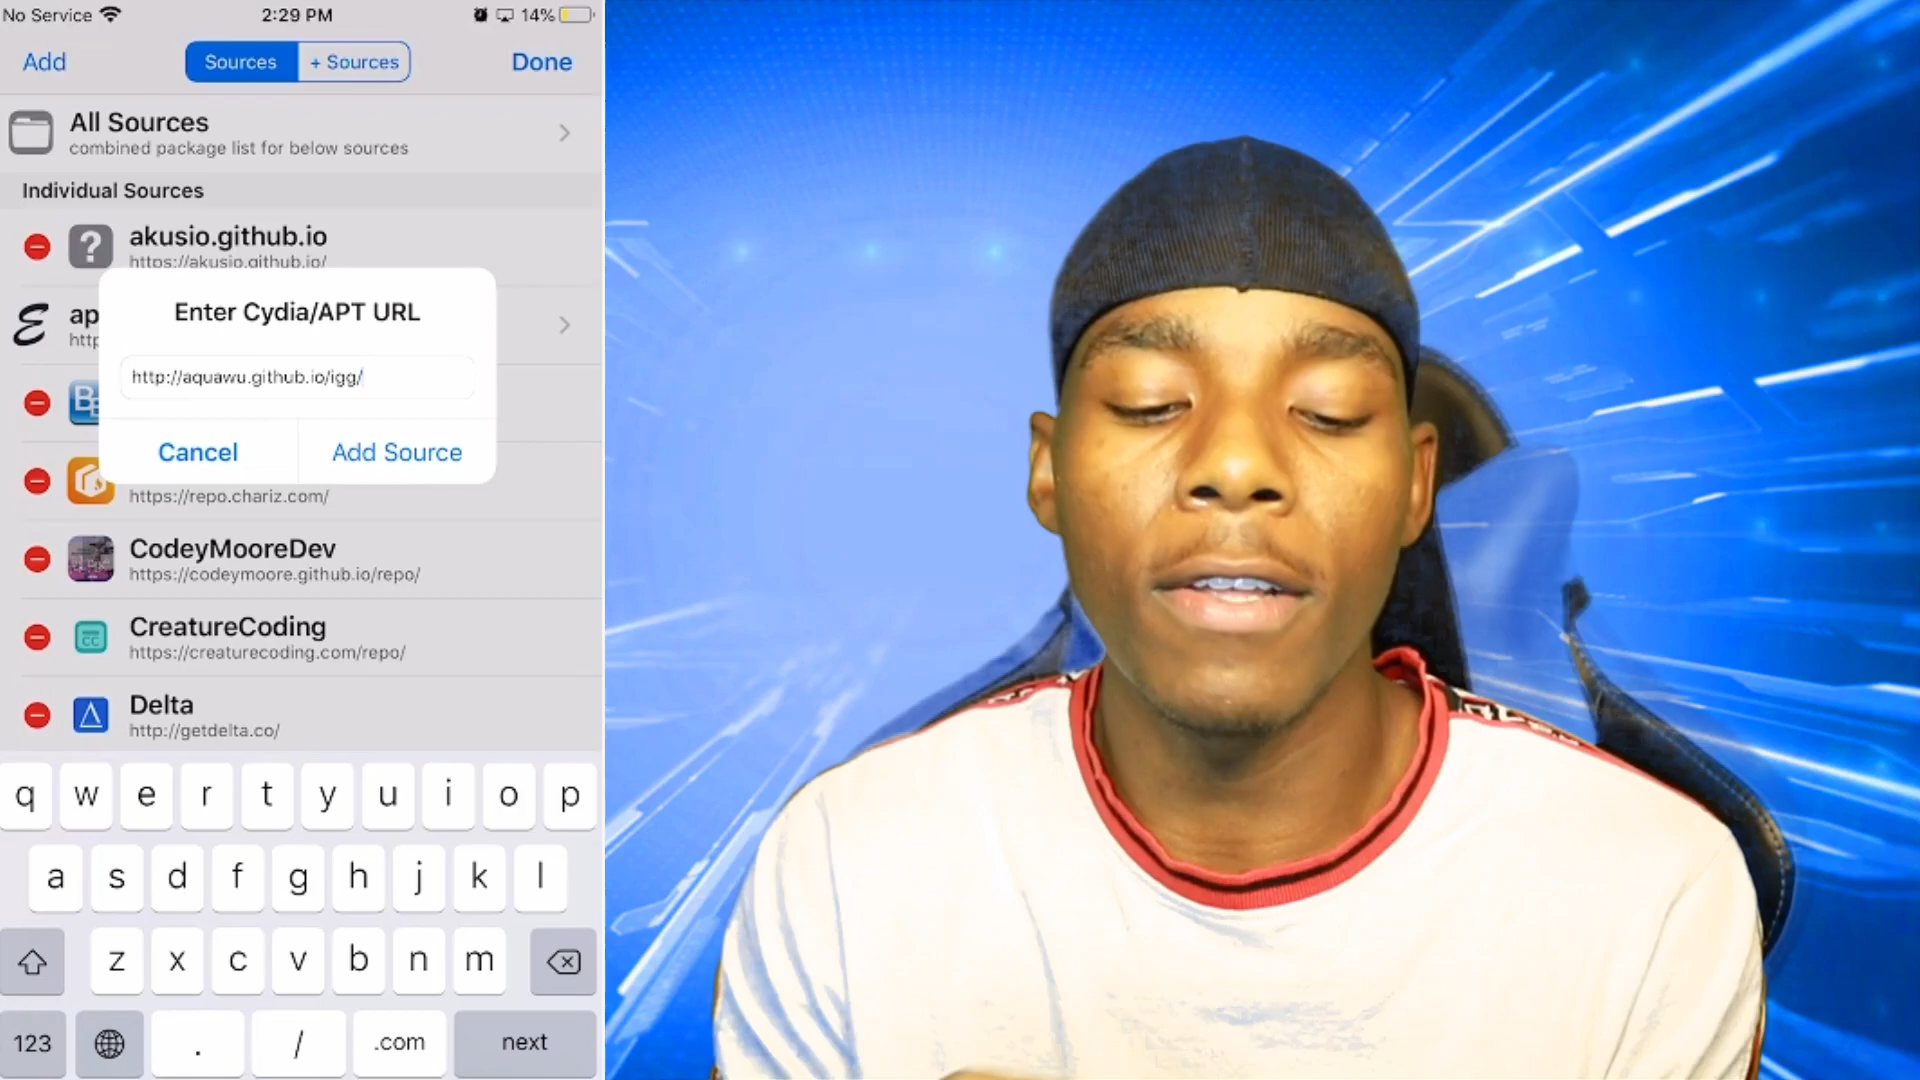 No Service 2:29 PM 14%
Add Sources + Sources Done
All Sources
combined package list for below sources
Individual Sources
akusio.github.io
https://akusio.github.io/
ap
http
Enter Cydia/APT URL
http://aquawu.github.io/igg/
Cancel Add Source
https://repo.chariz.com/
CodeyMooreDev
https://codeymoore.github.io/repo/
CreatureCoding
https://creaturecoding.com/repo/
Delta
http://getdelta.co/
q w e r t y u i o p
a s d f g h j k l
z x c v b n m
123 . / .com next